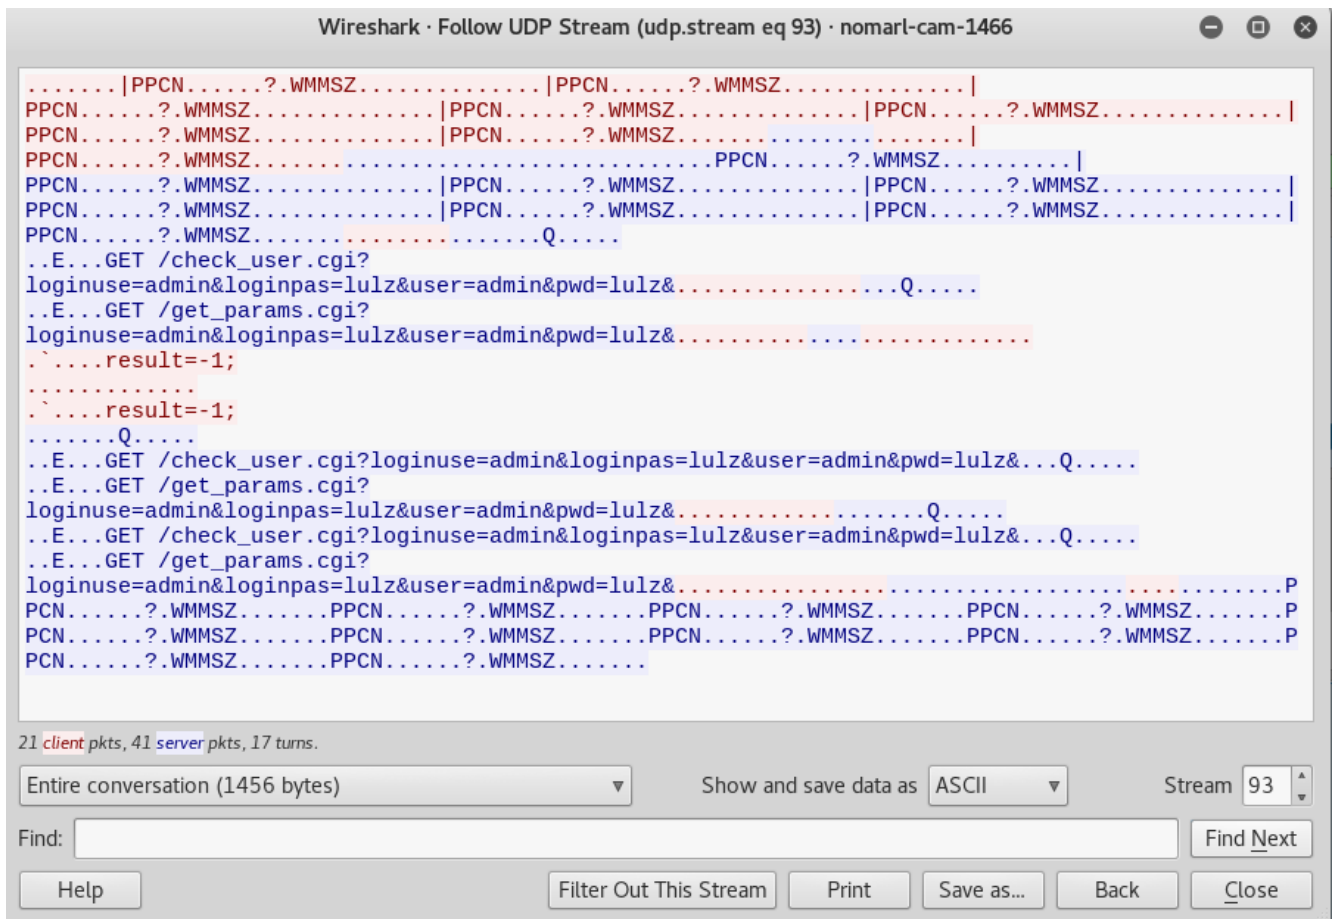 Wireshark · Follow UDP Stream (udp.stream eq 93) · nomarl-cam-1466
.......|PPCN......?.WMMSZ..............|PPCN......?.WMMSZ..............|
PPCN......?.WMMSZ..............|PPCN......?.WMMSZ..............|PPCN......?.WMMSZ..............|
PPCN......?.WMMSZ..............|PPCN......?.WMMSZ......................|
PPCN......?.WMMSZ...................................PPCN......?.WMMSZ..........|
PPCN......?.WMMSZ..............|PPCN......?.WMMSZ..............|PPCN......?.WMMSZ..............|
PPCN......?.WMMSZ..............|PPCN......?.WMMSZ..............|PPCN......?.WMMSZ..............|
PPCN......?.WMMSZ......................Q.....
..E...GET /check_user.cgi?
loginuse=admin&loginpas=lulz&user=admin&pwd=lulz&.................Q.....
..E...GET /get_params.cgi?
loginuse=admin&loginpas=lulz&user=admin&pwd=lulz&...........................
.`....result=-1;
.............
.`....result=-1;
.......Q.....
..E...GET /check_user.cgi?loginuse=admin&loginpas=lulz&user=admin&pwd=lulz&...Q.....
..E...GET /get_params.cgi?
loginuse=admin&loginpas=lulz&user=admin&pwd=lulz&...................Q.....
..E...GET /check_user.cgi?loginuse=admin&loginpas=lulz&user=admin&pwd=lulz&...Q.....
..E...GET /get_params.cgi?
loginuse=admin&loginpas=lulz&user=admin&pwd=lulz&..............................................P
PCN......?.WMMSZ.......PPCN......?.WMMSZ.......PPCN......?.WMMSZ.......PPCN......?.WMMSZ.......P
PCN......?.WMMSZ.......PPCN......?.WMMSZ.......PPCN......?.WMMSZ.......PPCN......?.WMMSZ.......P
PCN......?.WMMSZ.......PPCN......?.WMMSZ.......
21 client pkts, 41 server pkts, 17 turns.
Entire conversation (1456 bytes) Show and save data as ASCII Stream 93
Find: Find Next
Help Filter Out This Stream Print Save as... Back Close